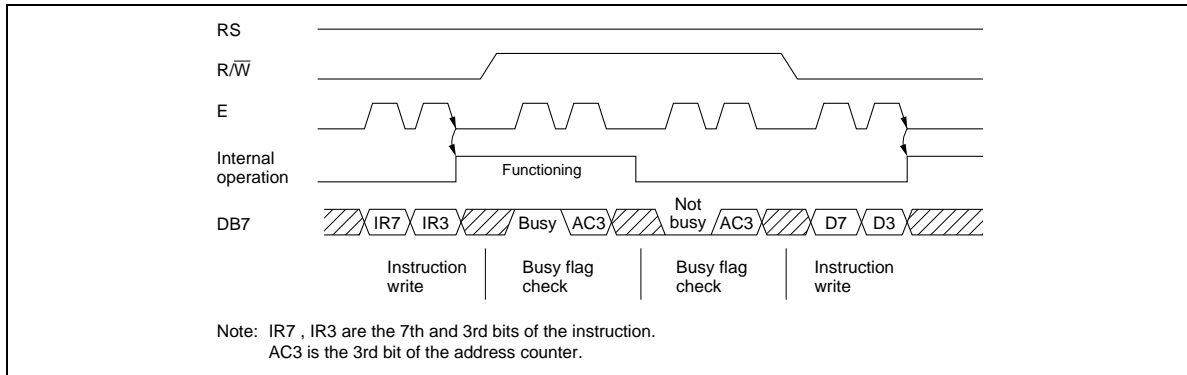 RS
R/W̅
E
Internal
operation
Functioning
DB7
IR7
IR3
Busy
AC3
Not
busy
AC3
D7
D3
Instruction
write
Busy flag
check
Busy flag
check
Instruction
write
Note: IR7 , IR3 are the 7th and 3rd bits of the instruction.
AC3 is the 3rd bit of the address counter.